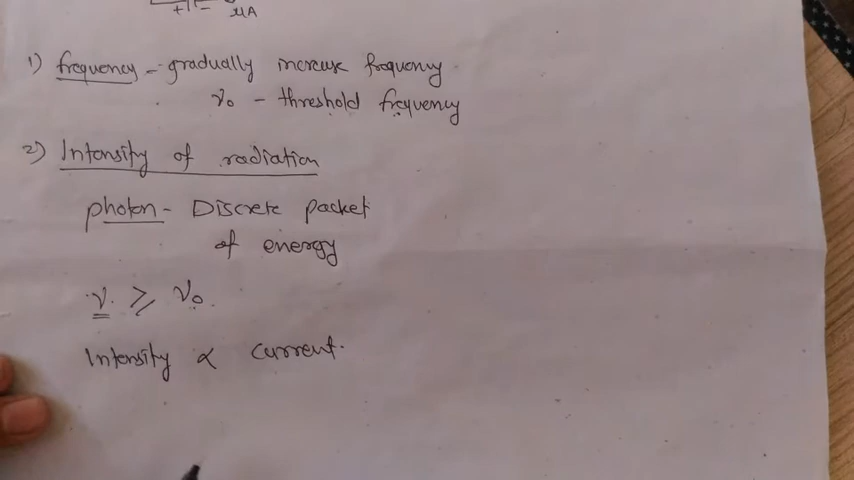 + | - μA
1) frequency - gradually increase frequency
ν₀ - threshold frequency
2) Intensity of radiation
photon - Discrete packet
of energy
ν ≥ ν₀.
Intensity ∝ current.